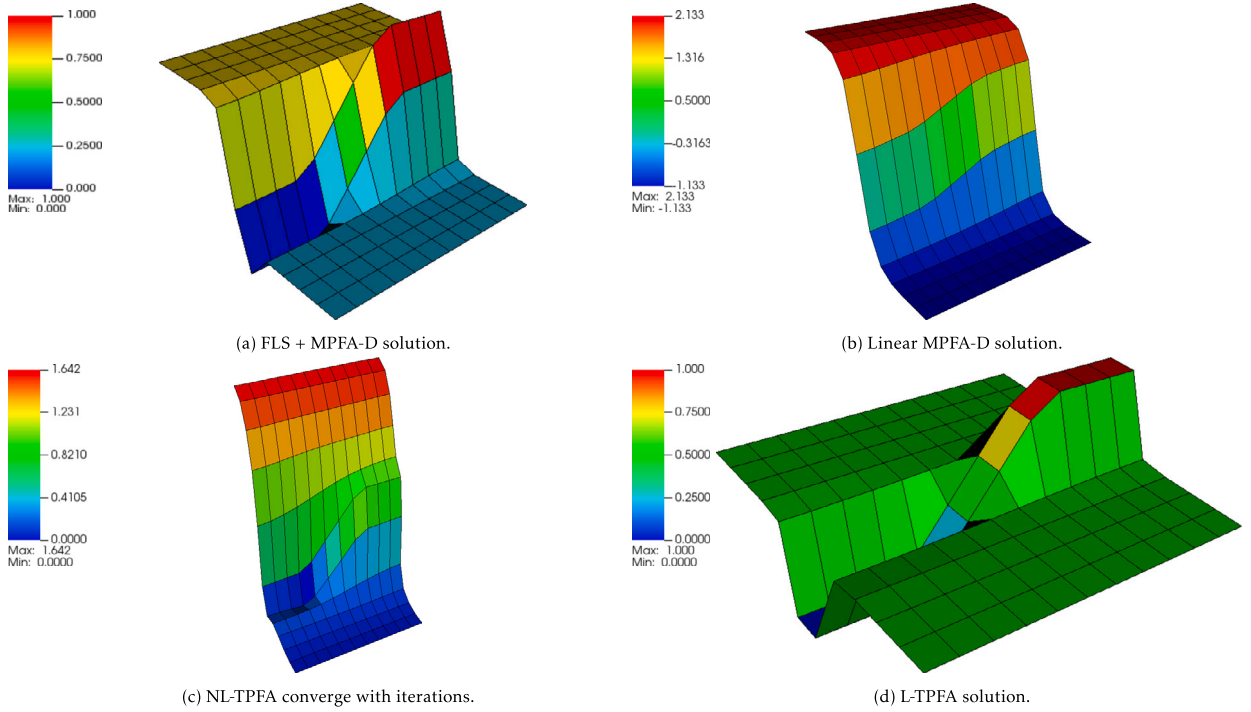 1.000
0.7500
0.5000
0.2500
0.000
Max: 1.000
Min: 0.000
(a) FLS + MPFA-D solution.
2.133
1.316
0.5000
-0.3163
-1.133
Max: 2.133
Min: -1.133
(b) Linear MPFA-D solution.
1.642
1.231
0.8210
0.4105
0.0000
Max: 1.642
Min: 0.0000
(c) NL-TPFA converge with iterations.
1.000
0.7500
0.5000
0.2500
0.0000
Max: 1.000
Min: 0.0000
(d) L-TPFA solution.